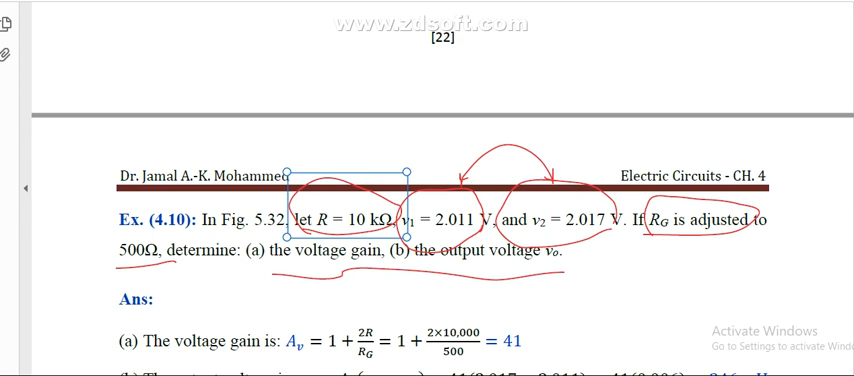 www.zdsoft.com
[22]
Dr. Jamal A.-K. Mohammed Electric Circuits - CH. 4
Ex. (4.10): In Fig. 5.32, let R = 10 kΩ, v₁ = 2.011 V, and v₂ = 2.017 V. If R_G is adjusted to
500Ω, determine: (a) the voltage gain, (b) the output voltage vₒ.
Ans:
(a) The voltage gain is: Aᵥ = 1 + 2R/R_G = 1 + 2×10,000/500 = 41
Activate Windows
Go to Settings to activate Wind